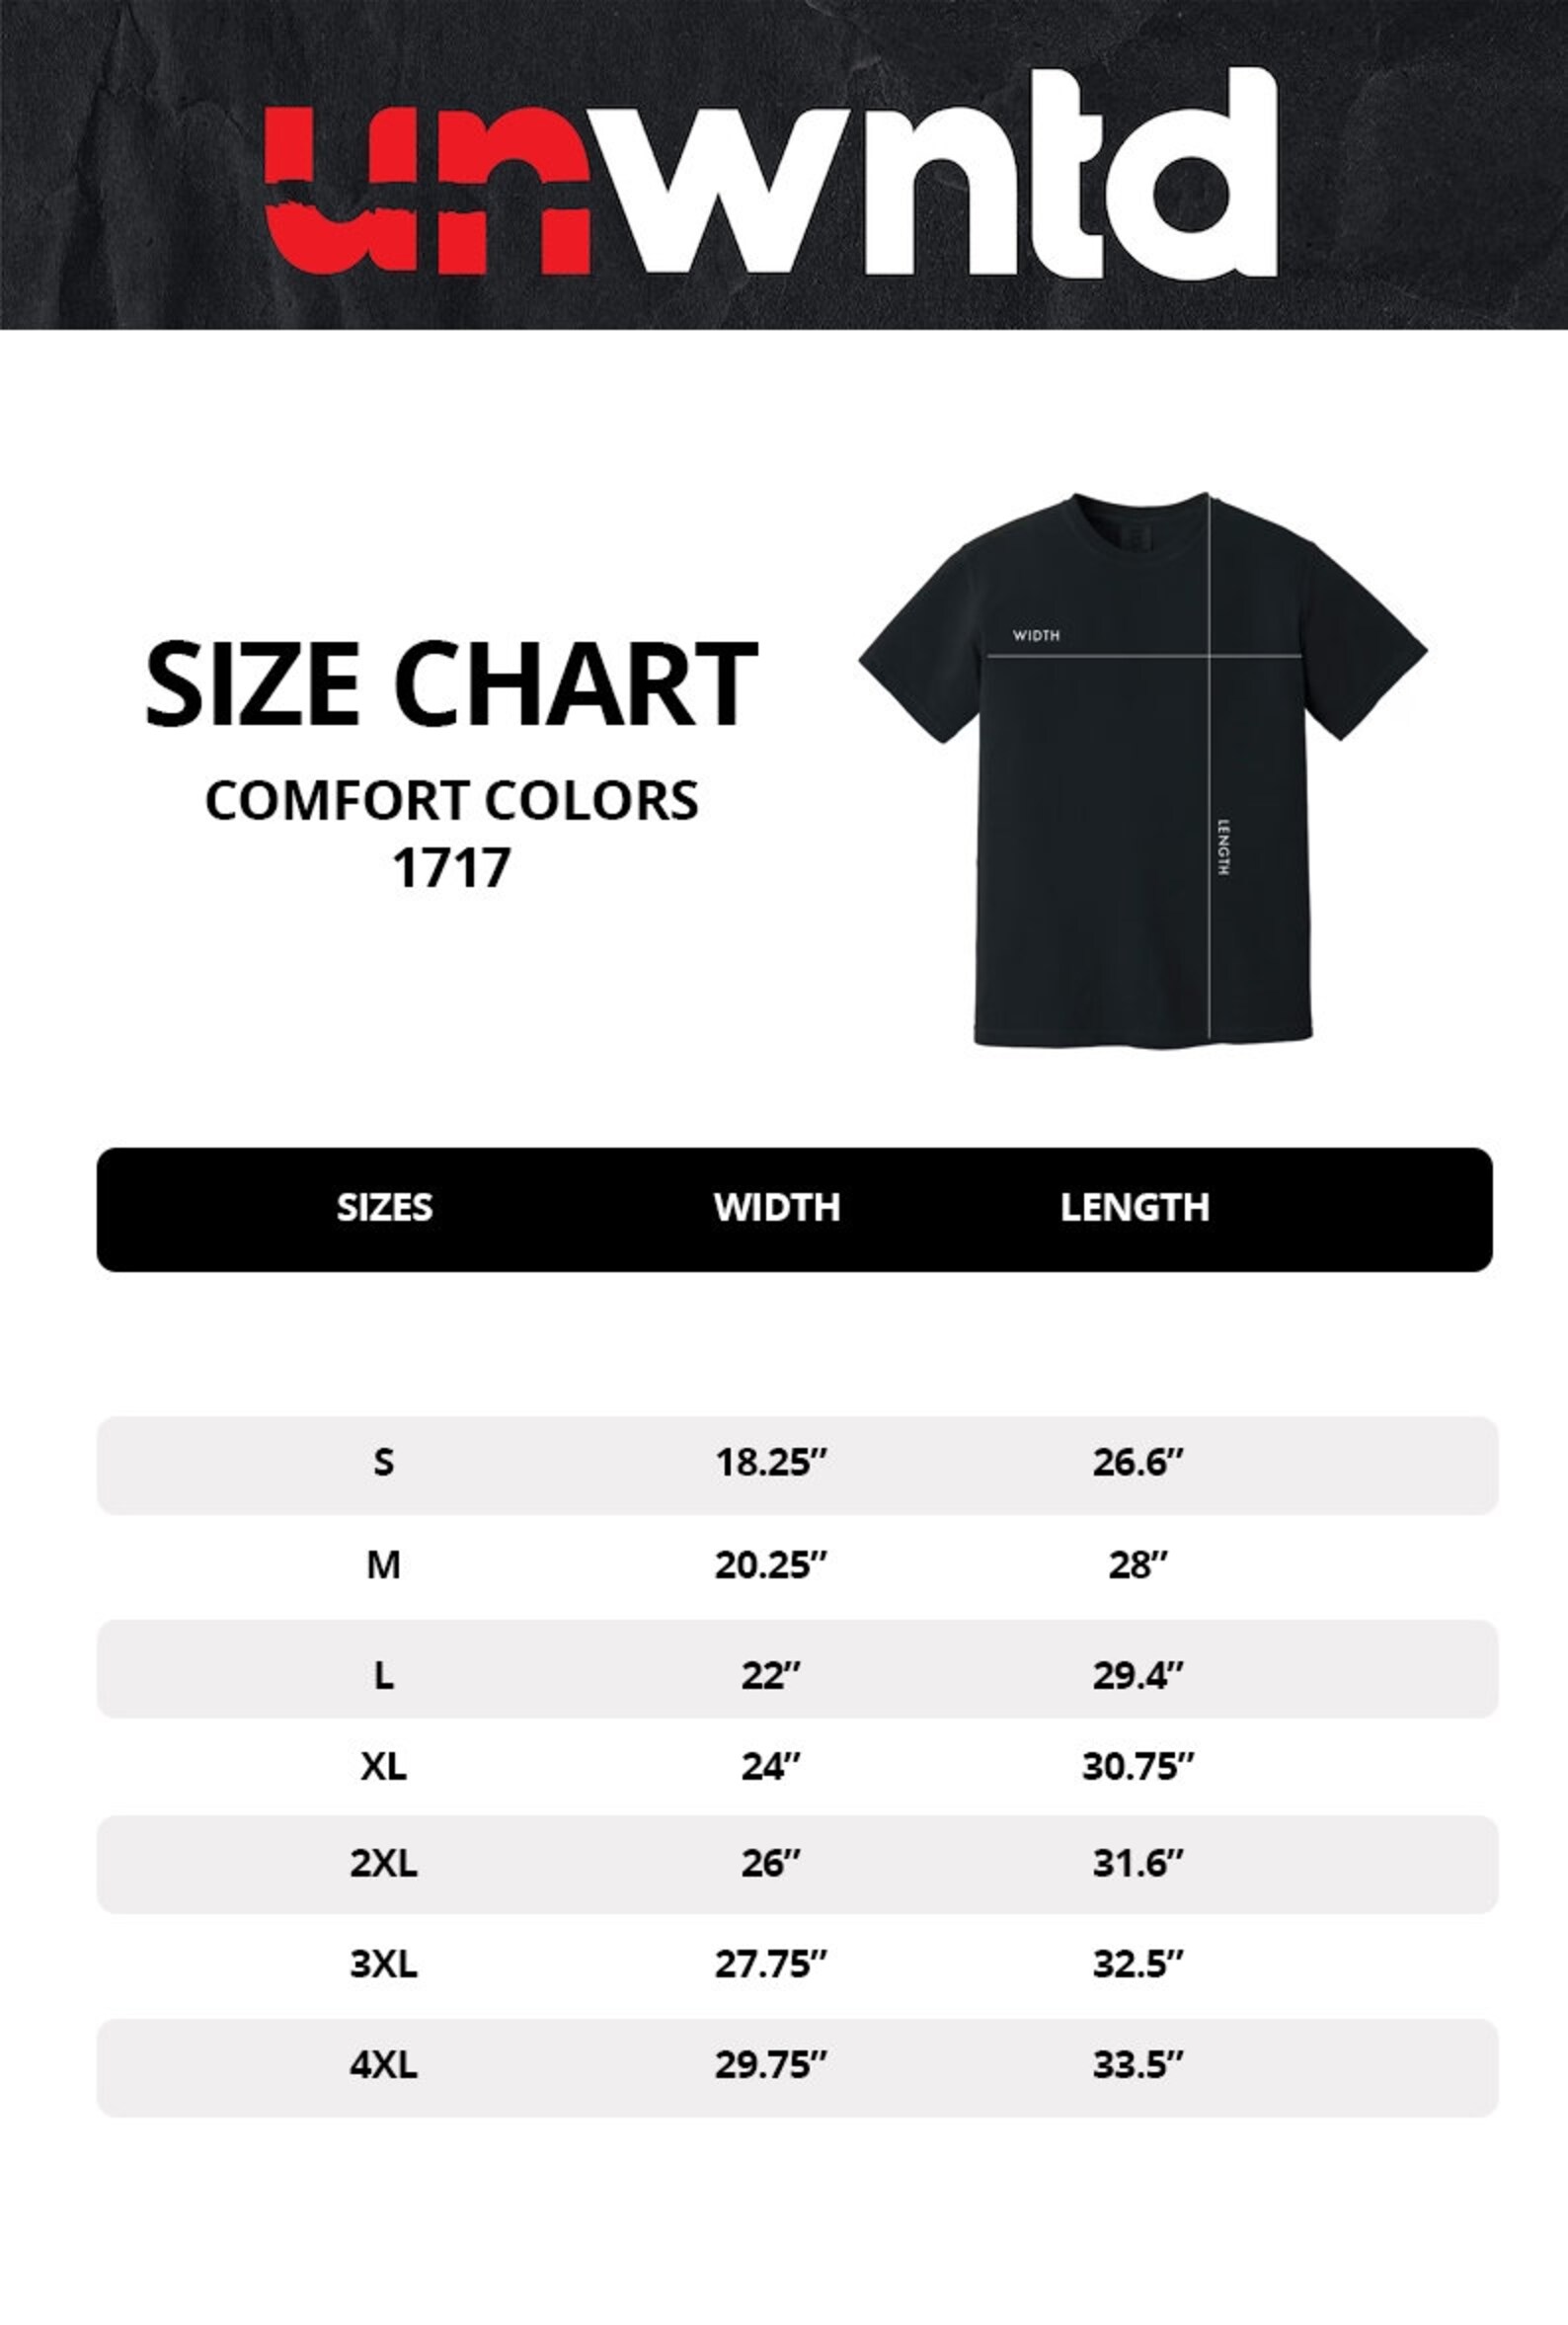 unwntd
SIZE CHART
COMFORT COLORS
1717
WIDTH
LENGTH
SIZES WIDTH LENGTH
S 18.25” 26.6”
M 20.25” 28”
L 22” 29.4”
XL 24” 30.75”
2XL 26” 31.6”
3XL 27.75” 32.5”
4XL 29.75” 33.5”